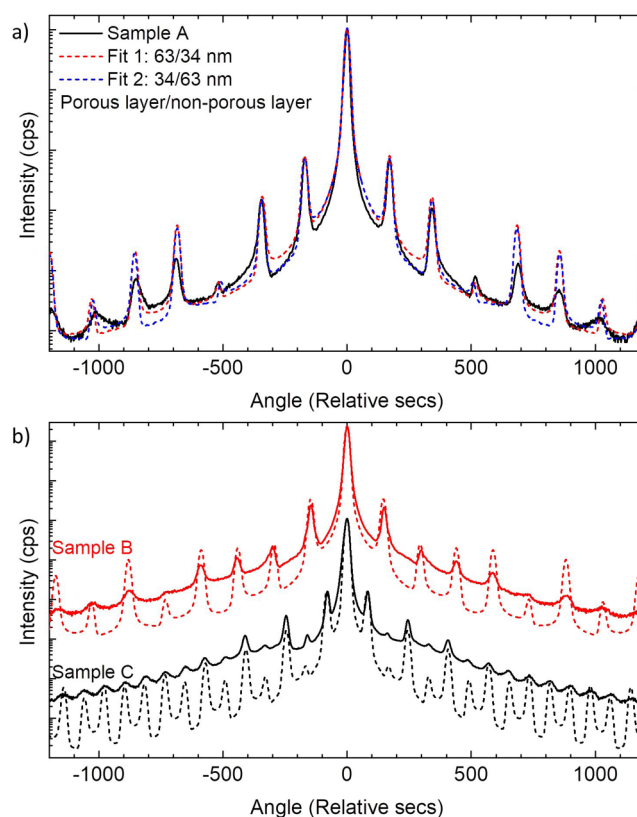 a)
Sample A
Fit 1: 63/34 nm
Fit 2: 34/63 nm
Porous layer/non-porous layer
Intensity (cps)
-1000 -500 0 500 1000
Angle (Relative secs)
b)
Sample B
Sample C
Intensity (cps)
-1000 -500 0 500 1000
Angle (Relative secs)